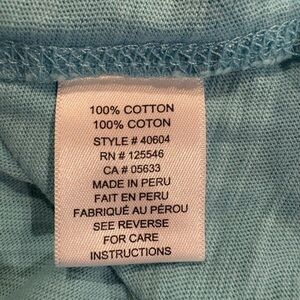 100% COTTON
100% COTON
STYLE # 40604
RN # 125546
CA # 05633
MADE IN PERU
FAIT EN PERU
FABRIQUÉ AU PÉROU
SEE REVERSE
FOR CARE
INSTRUCTIONS